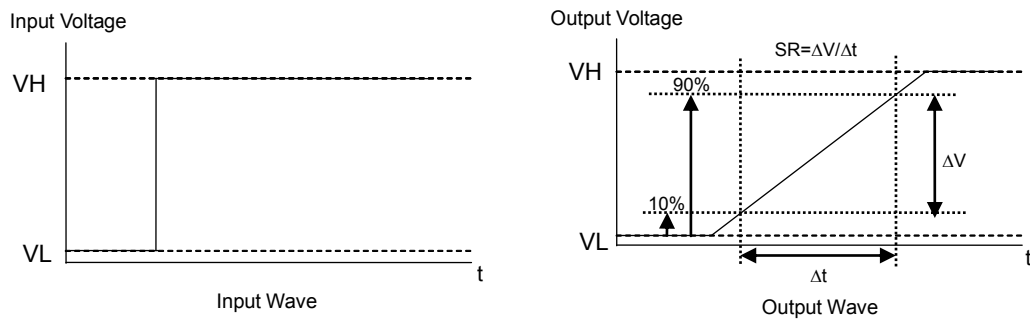 Input Voltage
VH
VL
t
Input Wave
Output Voltage
SR=ΔV/Δt
VH
90%
ΔV
10%
VL
t
Δt
Output Wave